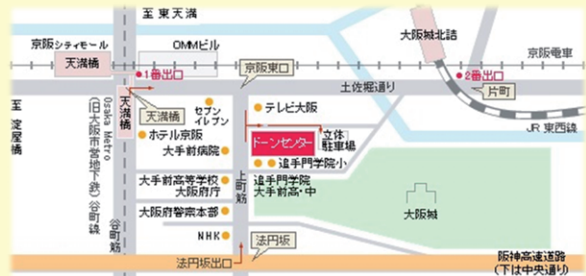 至 東天満
京阪シティモール
天満橋
OMMビル
大阪城北詰
京阪電車
1番出口
京阪東口
2番出口
土佐堀通り
片町
至 淀屋橋
天満橋
天満橋
セブン
イレブン
テレビ大阪
JR 東西線
ホテル京阪
大手前病院
ドーンセンター
立体
駐車場
追手門学院小
Osaka Metro
(旧大阪市営地下鉄)谷町線
大手前高等学校
大阪府庁
上町筋
追手門学院
大手前高・中
大阪城
大阪府警察本部
谷町筋
NHK
法円坂
法円坂出口
阪神高速道路
(下は中央通り)